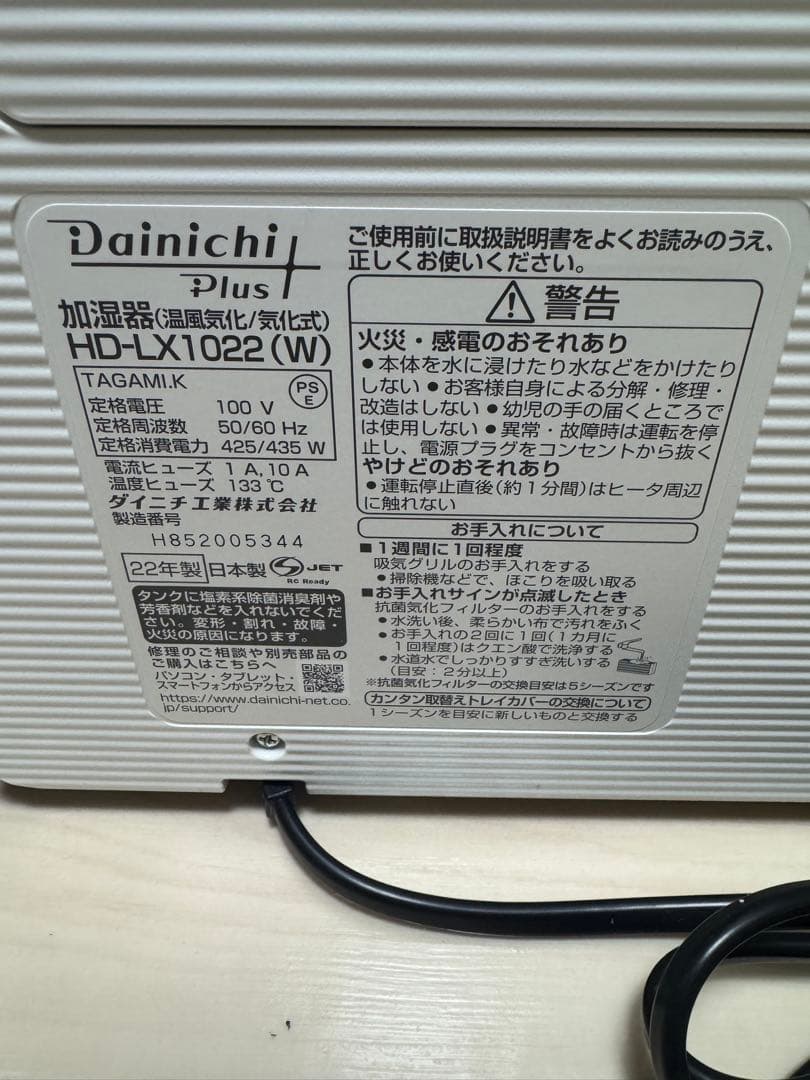 Dainichi
Plus
加湿器(温風気化/気化式)
HD-LX1022(W)
TAGAMI.K
PS
E
定格電圧 100 V
定格周波数 50/60 Hz
定格消費電力 425/435 W
電流ヒューズ 1 A,10 A
温度ヒューズ 133 ℃
ダイニチ工業株式会社
製造番号
H852005344
22年製 日本製 S JET
RC Ready
タンクに塩素系除菌消臭剤や
芳香剤などを入れないでく
ださい。変形・割れ・故障・
火災の原因になります。
修理のご相談や別売部品の
ご購入はこちらへ
パソコン・タブレット・
スマートフォンからアクセス
https://www.dainichi-net.co.
jp/support/
ご使用前に取扱説明書をよくお読みのうえ、
正しくお使いください。
警告
火災・感電のおそれあり
●本体を水に浸けたり水などをかけたり
しない ●お客様自身による分解・修理・
改造はしない ●幼児の手の届くところで
は使用しない ●異常・故障時は運転を停
止し、電源プラグをコンセントから抜く
やけどのおそれあり
●運転停止直後(約1分間)はヒータ周辺
に触れない
お手入れについて
■1週間に1回程度
吸気グリルのお手入れをする
●掃除機などで、ほこりを吸い取る
■お手入れサインが点滅したとき
抗菌気化フィルターのお手入れをする
●水洗い後、柔らかい布で汚れをふく
●お手入れの2回に1回(1カ月に
1回程度)はクエン酸で洗浄する
●水道水でしっかりすすぎ洗いする
(目安:2分以上)
※抗菌気化フィルターの交換目安は5シーズンです
カンタン取替えトレイカバーの交換について
1シーズンを目安に新しいものと交換する